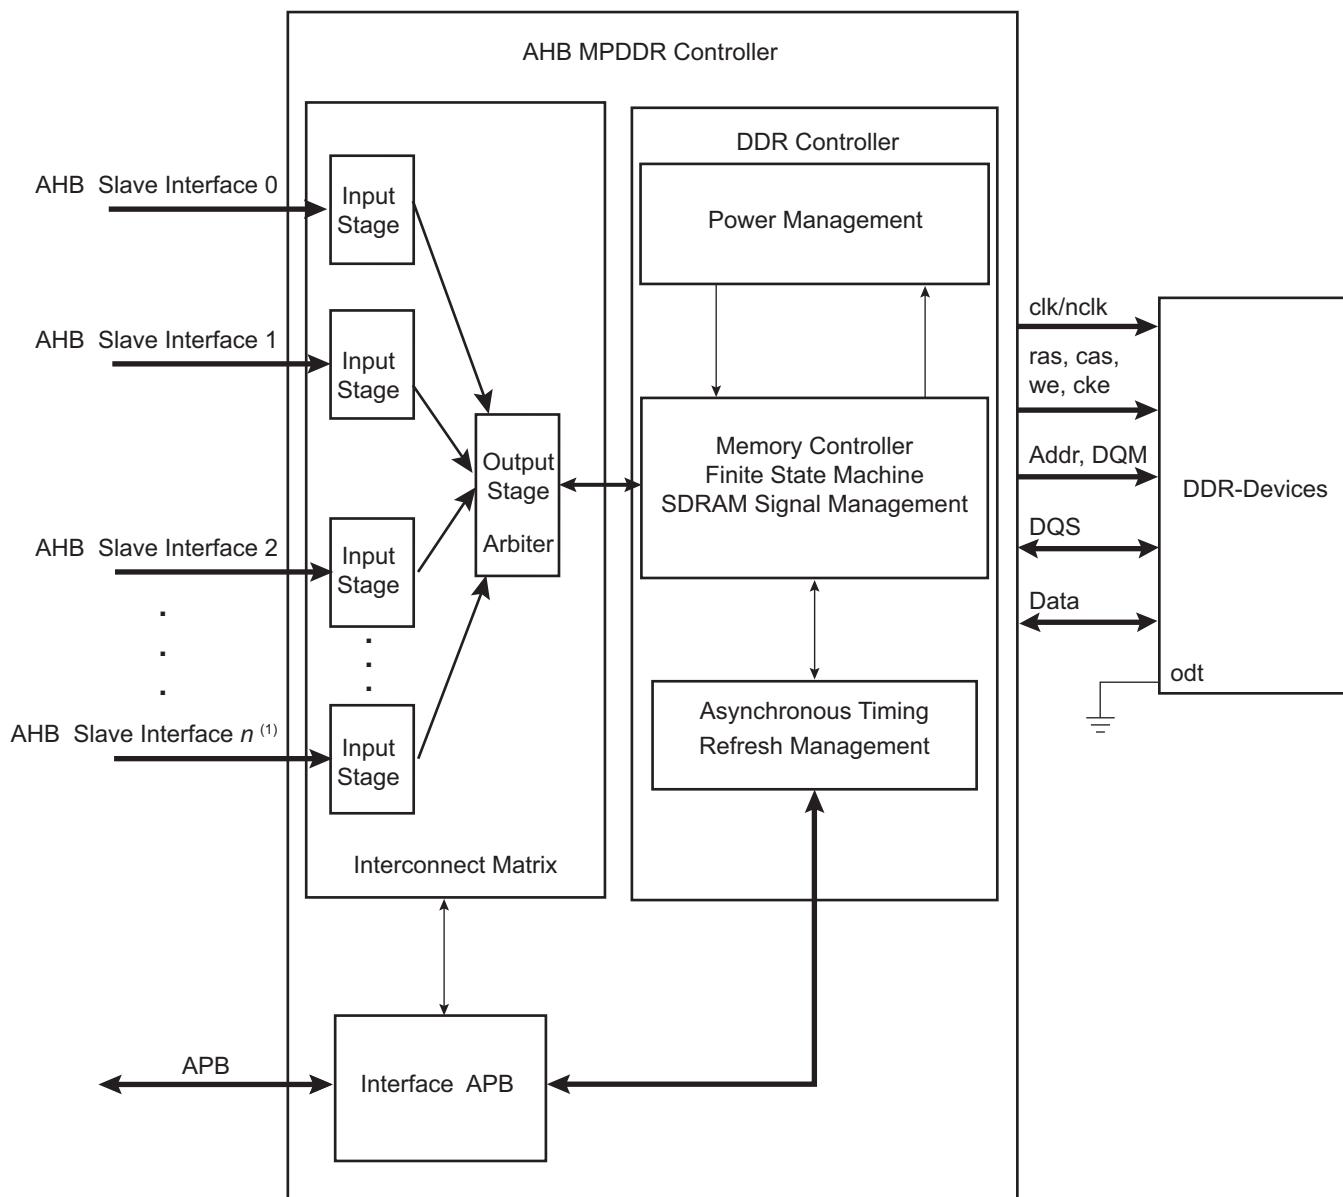 AHB MPDDR Controller
DDR Controller
AHB Slave Interface 0
Input
Stage
Power Management
AHB Slave Interface 1
Input
Stage
clk/nclk
ras, cas,
we, cke
Output
Stage
Arbiter
Memory Controller
Finite State Machine
SDRAM Signal Management
Addr, DQM
DDR-Devices
DQS
AHB Slave Interface 2
Input
Stage
Data
.
.
.
.
.
.
odt
AHB Slave Interface n (1)
Input
Stage
Asynchronous Timing
Refresh Management
Interconnect Matrix
APB
Interface APB